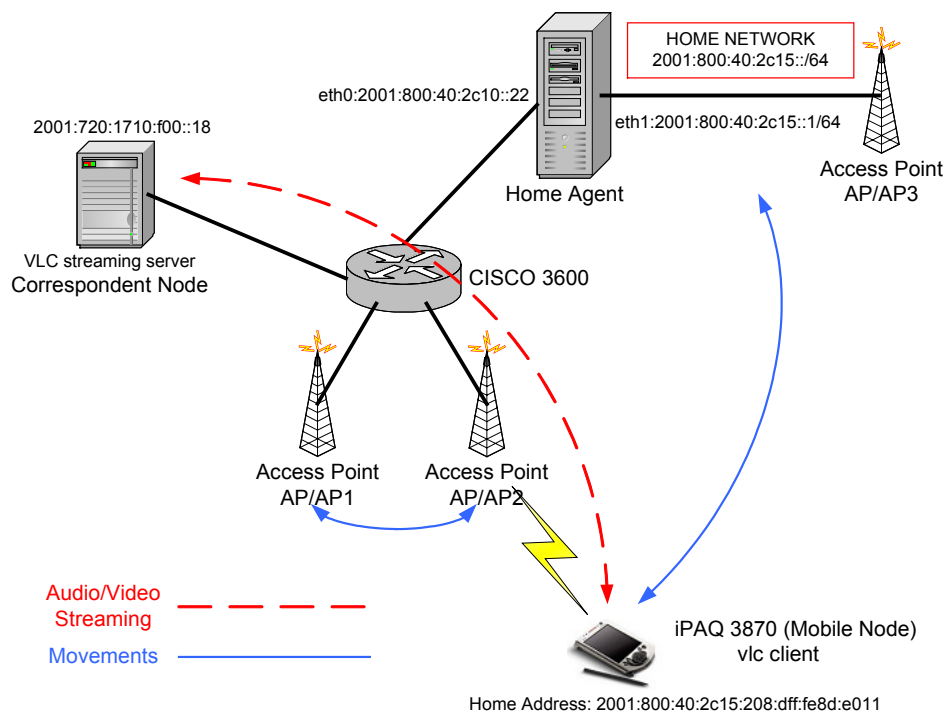 HOME NETWORK
2001:800:40:2c15::/64
eth0:2001:800:40:2c10::22
eth1:2001:800:40:2c15::1/64
2001:720:1710:f00::18
Access Point
AP/AP3
Home Agent
VLC streaming server
Correspondent Node
CISCO 3600
Access Point
AP/AP1
Access Point
AP/AP2
Audio/Video
Streaming
Movements
iPAQ 3870 (Mobile Node)
vlc client
Home Address: 2001:800:40:2c15:208:dff:fe8d:e011